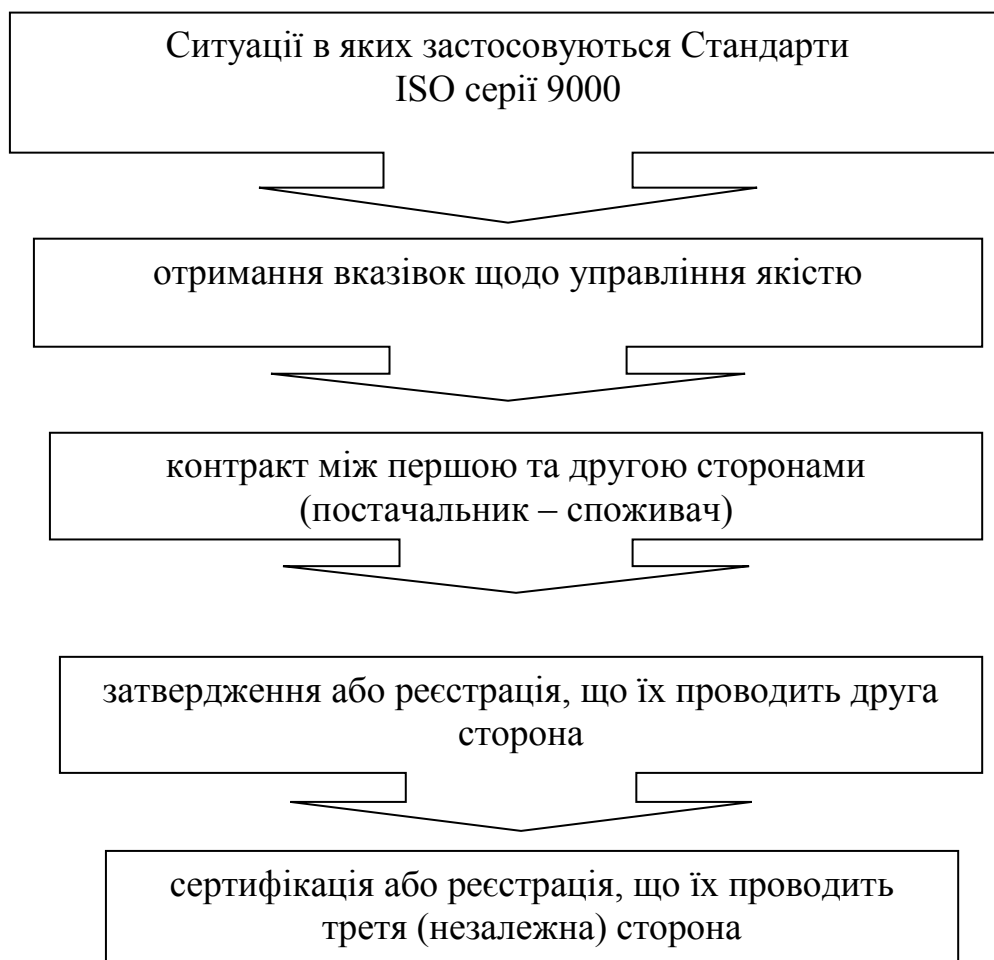 Ситуації в яких застосовуються Стандарти
ISO серії 9000
отримання вказівок щодо управління якістю
контракт між першою та другою сторонами
(постачальник – споживач)
затвердження або реєстрація, що їх проводить друга
сторона
сертифікація або реєстрація, що їх проводить
третя (незалежна) сторона